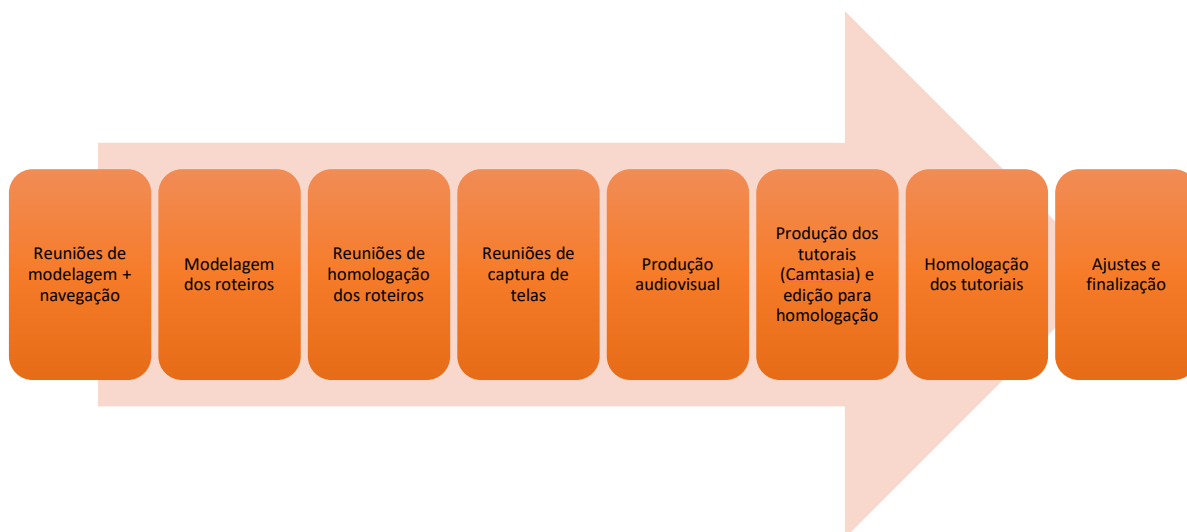 Reuniões de
modelagem +
navegação
Modelagem
dos roteiros
Reuniões de
homologação
dos roteiros
Reuniões de
captura de
telas
Produção
audiovisual
Produção dos
tutorais
(Camtasia) e
edição para
homologação
Homologação
dos tutoriais
Ajustes e
finalização